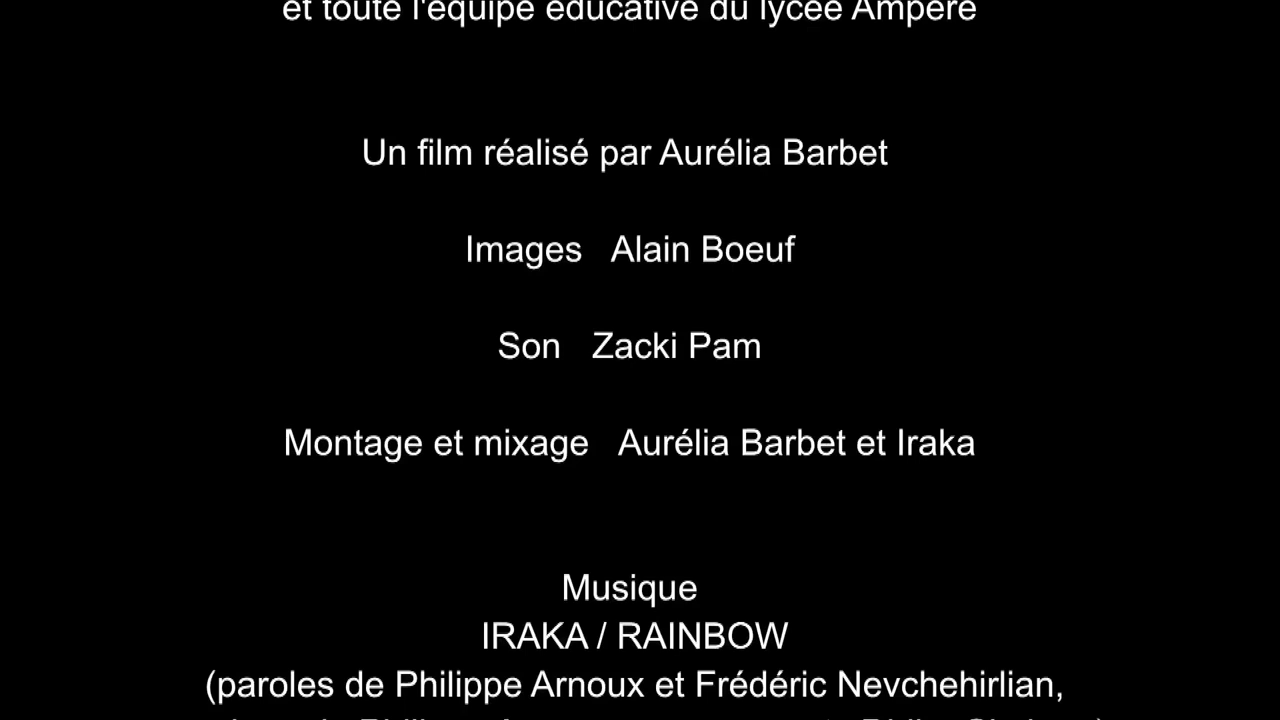 et toute l'équipe éducative du lycée Ampère
Un film réalisé par Aurélia Barbet
Images Alain Boeuf
Son Zacki Pam
Montage et mixage Aurélia Barbet et Iraka
Musique
IRAKA / RAINBOW
(paroles de Philippe Arnoux et Frédéric Nevchehirlian,